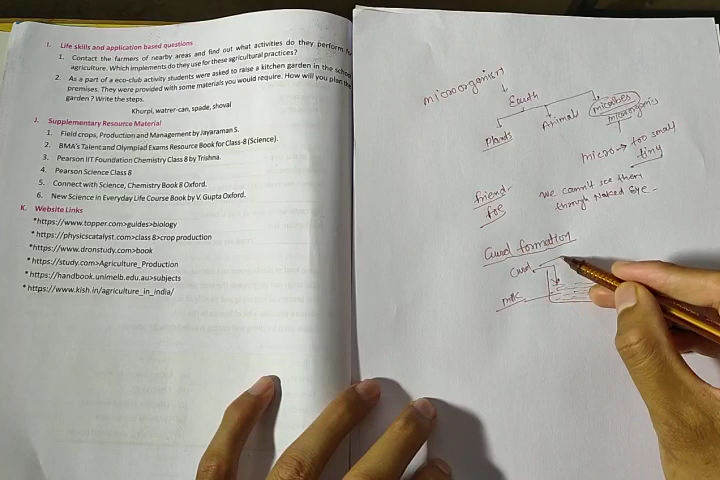 I. Life skills and application based questions
1. Contact the farmers of nearby areas and find out what activities do they perform for
agriculture. Which implements do they use for these agricultural practices?
2. As a part of a eco-club activity students were asked to raise a kitchen garden in the school
premises. They were provided with some materials you would require. How will you plan the
garden ? Write the steps.
Khurpi, watrer-can, spade, shoval
J. Supplementary Resource Material
1. Field crops, Production and Management by Jayaraman S.
2. BMA's Talent and Olympiad Exams Resource Book for Class-8 (Science).
3. Pearson IIT Foundation Chemistry Class 8 by Trishna.
4. Pearson Science Class 8
5. Connect with Science, Chemistry Book 8 Oxford.
6. New Science in Everyday Life Course Book by V. Gupta Oxford.
K. Website Links
*https://www.topper.com>guides>biology
*https://physicscatalyst.com>class 8>crop production
*https://www.dronstudy.com>book
*https://study.com>Agriculture_Production
*https://handbook.unimelb.edu.au>subjects
*https://www.kish.in/agriculture_in_india/
microorganism
Earth
Plants Animal microbes
microorganis
micro → too small
tiny
friend-
foe
we cann't see them
through Naked eye -
Curd formation
Curd
milk